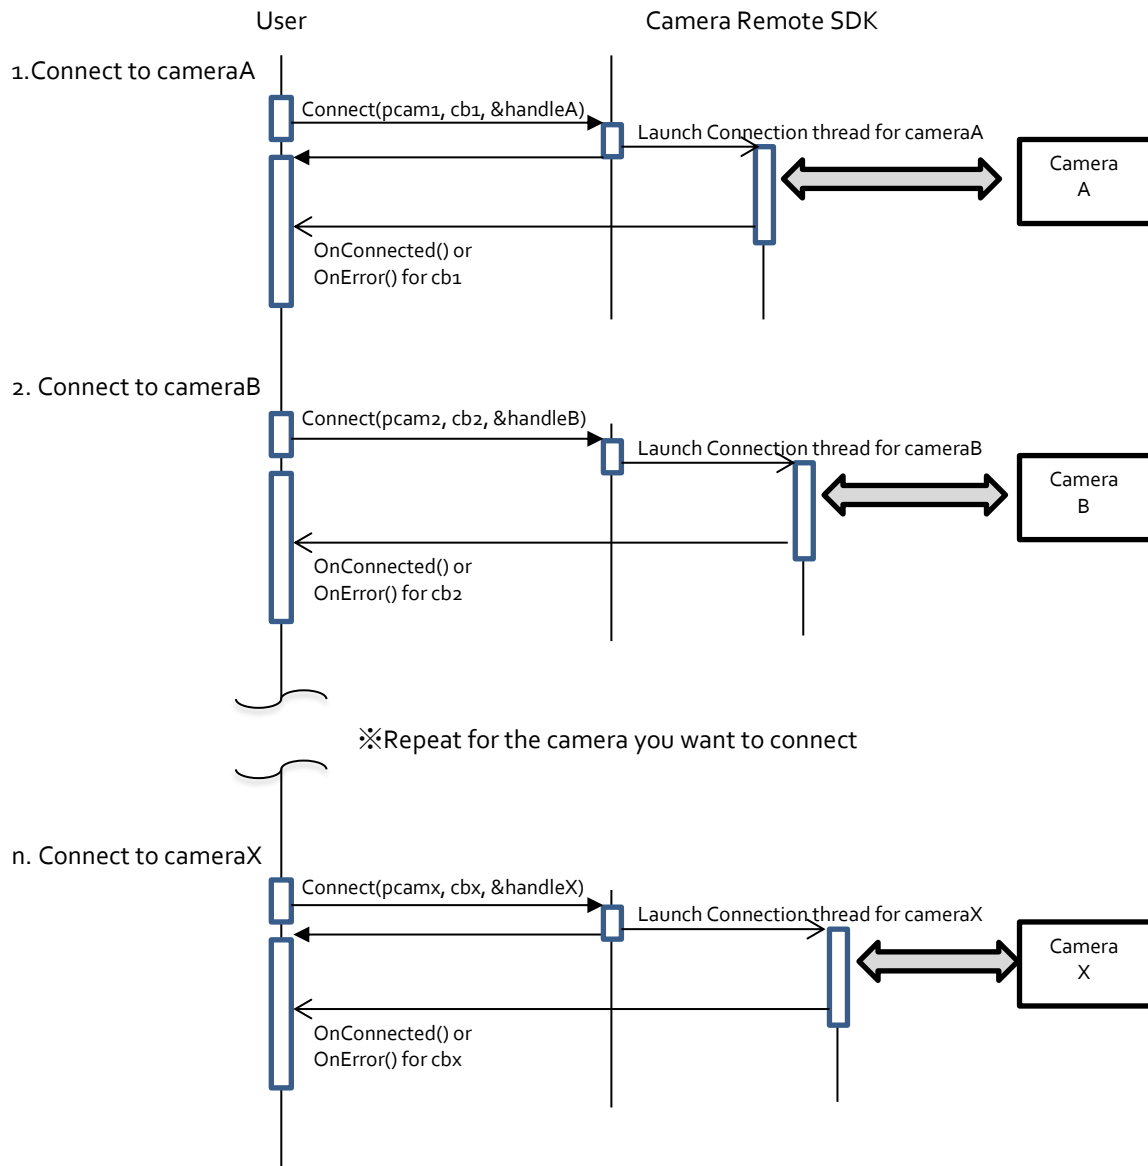 User
Camera Remote SDK
1.Connect to cameraA
Connect(pcam1, cb1, &handleA)
Launch Connection thread for cameraA
Camera
A
OnConnected() or
OnError() for cb1
2. Connect to cameraB
Connect(pcam2, cb2, &handleB)
Launch Connection thread for cameraB
Camera
B
OnConnected() or
OnError() for cb2
※Repeat for the camera you want to connect
n. Connect to cameraX
Connect(pcamx, cbx, &handleX)
Launch Connection thread for cameraX
Camera
X
OnConnected() or
OnError() for cbx